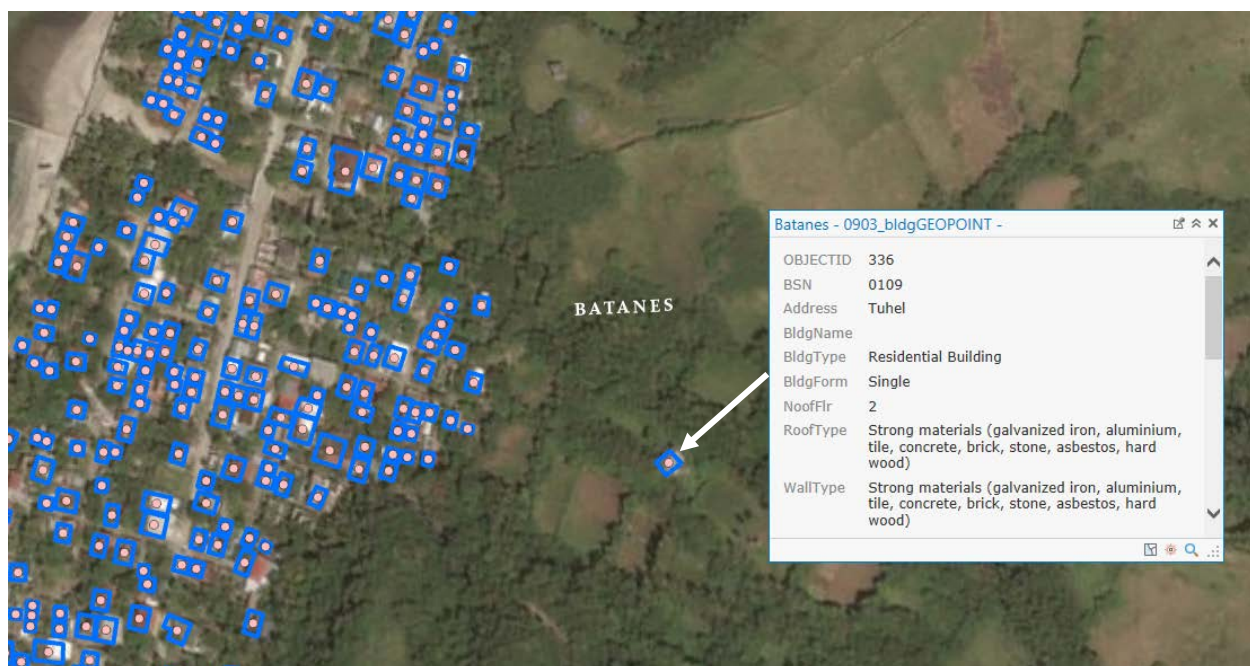 BATANES
Batanes - 0903_bldgGEOPOINT -
OBJECTID 336
BSN 0109
Address Tuhel
BldgName
BldgType Residential Building
BldgForm Single
NoofFlr 2
RoofType Strong materials (galvanized iron, aluminium,
tile, concrete, brick, stone, asbestos, hard
wood)
WallType Strong materials (galvanized iron, aluminium,
tile, concrete, brick, stone, asbestos, hard
wood)